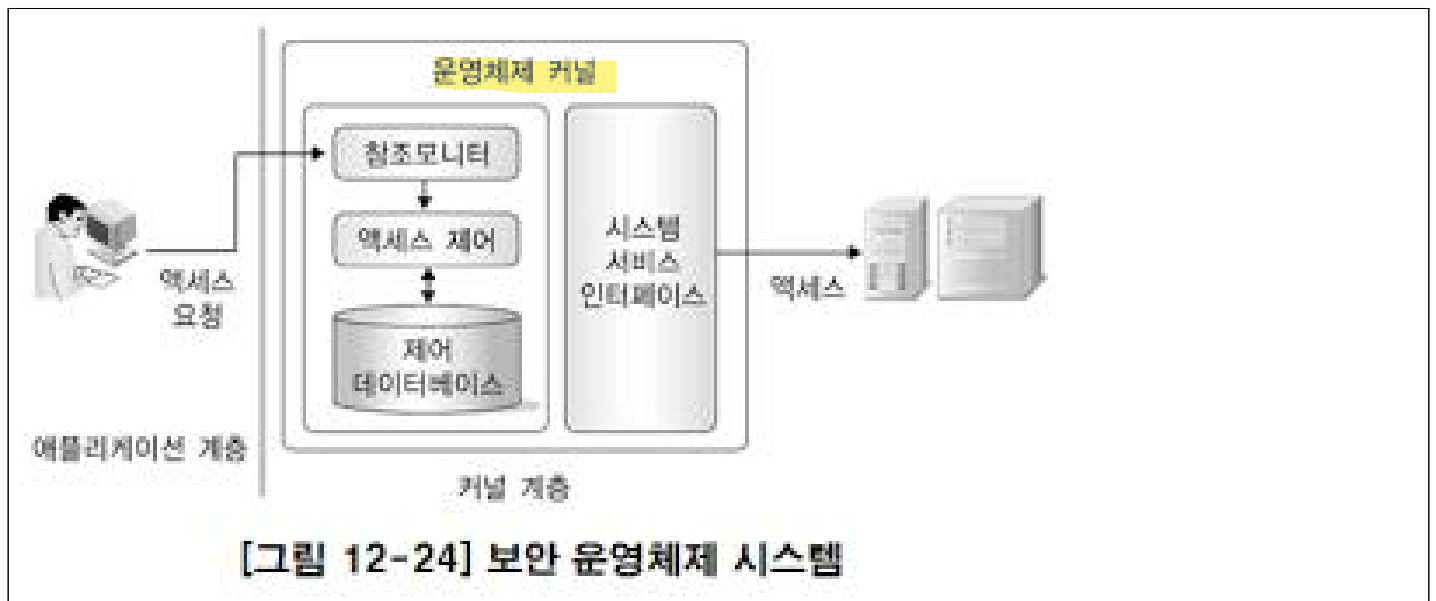 운영체제 커널
참조모니터
액세스 제어
제어
데이터베이스
시스템
서비스
인터페이스
액세스
요청
액세스
애플리케이션 계층
커널 계층
[그림 12-24] 보안 운영체제 시스템